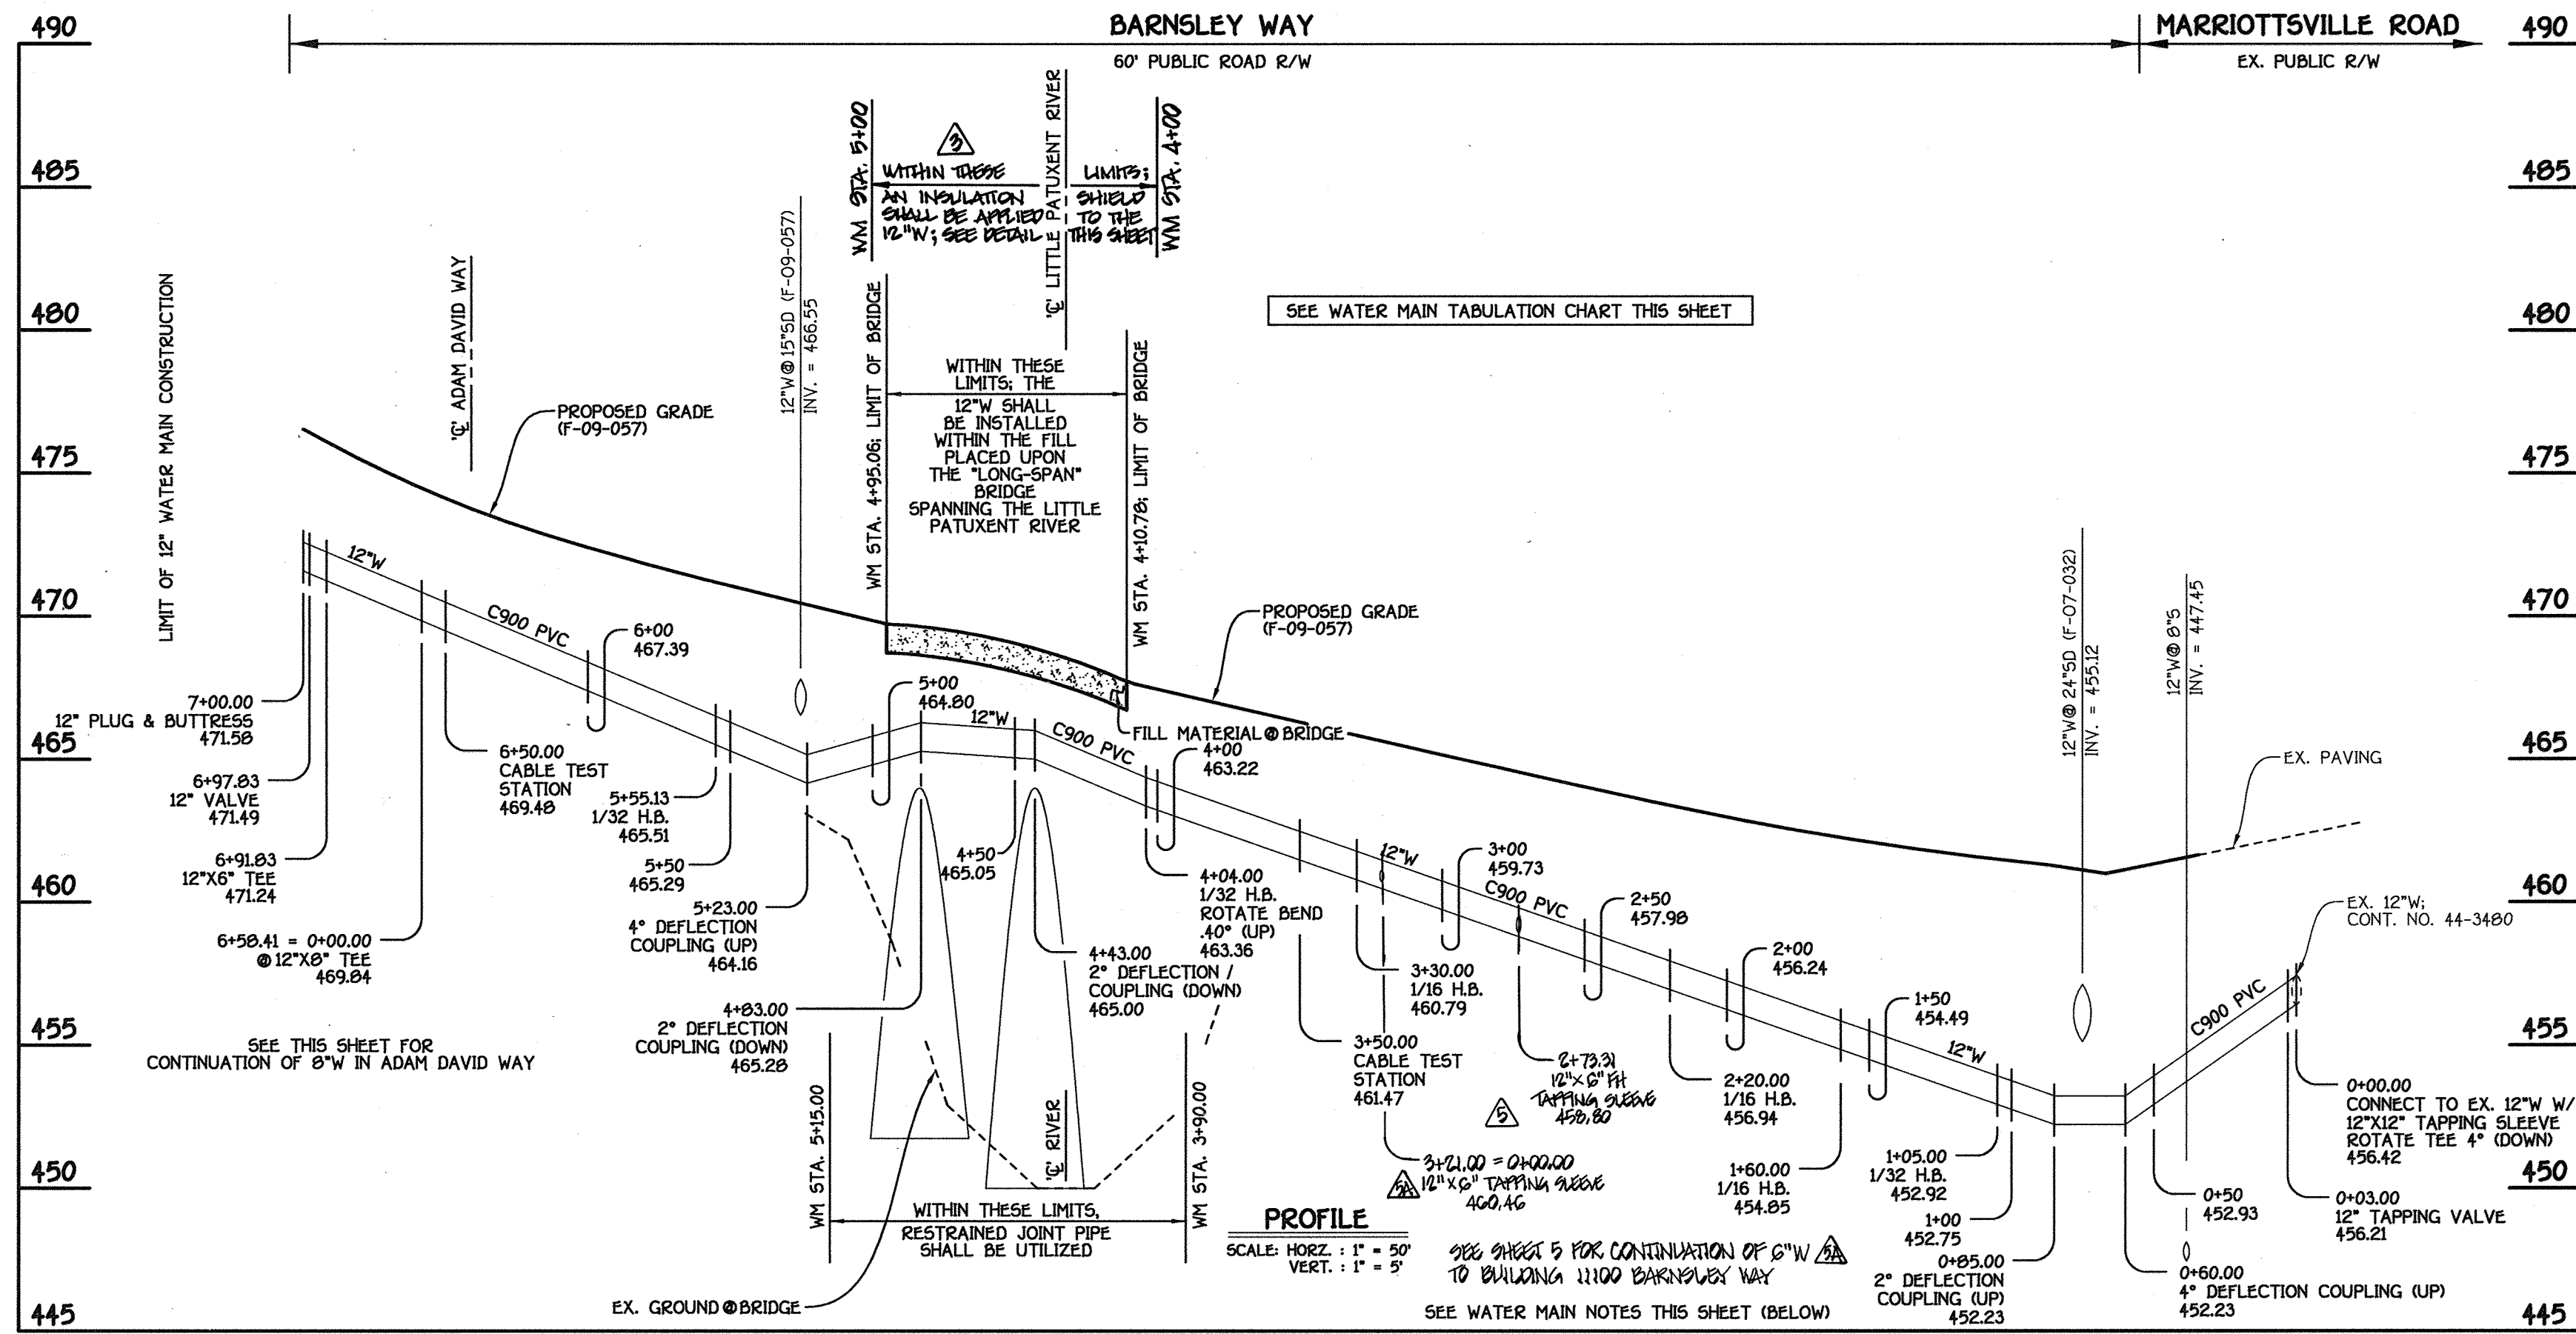 BARNSLEY WAY
60' PUBLIC ROAD R/W
MARRIOTTSVILLE ROAD
EX. PUBLIC R/W
490
485
480
475
470
465
460
455
450
445
490
485
480
475
470
465
460
455
450
445
LIMIT OF 12" WATER MAIN CONSTRUCTION
℄ ADAM DAVID WAY
PROPOSED GRADE
(F-09-057)
12"W@15"SD (F-09-057)
INV. = 466.55
WM STA. 5+00
3
WITHIN THESE LIMITS;
AN INSULATION SHIELD
SHALL BE APPLIED TO THE
12"W; SEE DETAIL THIS SHEET
℄ LITTLE PATUXENT RIVER
WM STA. 4+00
WM STA. 4+95.06; LIMIT OF BRIDGE
WITHIN THESE
LIMITS; THE
12"W SHALL
BE INSTALLED
WITHIN THE FILL
PLACED UPON
THE "LONG-SPAN"
BRIDGE
SPANNING THE LITTLE
PATUXENT RIVER
WM STA. 4+10.78; LIMIT OF BRIDGE
SEE WATER MAIN TABULATION CHART THIS SHEET
PROPOSED GRADE
(F-09-057)
FILL MATERIAL @ BRIDGE
12"W@ 24"SD (F-07-032)
INV. = 455.12
12"W@ 8"S
INV. = 447.45
EX. PAVING
EX. 12"W;
CONT. NO. 44-3480
12"W
C900 PVC
12"W
C900 PVC
12"W
C900 PVC
12"W
C900 PVC
7+00.00
12" PLUG & BUTTRESS
471.58
6+97.83
12" VALVE
471.49
6+91.83
12"X6" TEE
471.24
6+58.41 = 0+00.00
@ 12"X8" TEE
469.84
6+50.00
CABLE TEST
STATION
469.48
6+00
467.39
5+55.13
1/32 H.B.
465.51
5+50
465.29
5+23.00
4° DEFLECTION
COUPLING (UP)
464.16
5+00
464.80
4+83.00
2° DEFLECTION
COUPLING (DOWN)
465.28
4+50
465.05
4+43.00
2° DEFLECTION /
COUPLING (DOWN)
465.00
4+04.00
1/32 H.B.
ROTATE BEND
.40° (UP)
463.36
4+00
463.22
3+50.00
CABLE TEST
STATION
461.47
3+30.00
1/16 H.B.
460.79
3+21.00 = 0+00.00
12"X6" TAPPING SLEEVE
460.46
5A
3+00
459.73
2+73.31
12"X6" FH
TAPPING SLEEVE
458.80
5
2+50
457.98
2+20.00
1/16 H.B.
456.94
2+00
456.24
1+60.00
1/16 H.B.
454.85
1+50
454.49
1+05.00
1/32 H.B.
452.92
1+00
452.75
0+85.00
2° DEFLECTION
COUPLING (UP)
452.23
0+60.00
4° DEFLECTION COUPLING (UP)
452.23
0+50
452.93
0+03.00
12" TAPPING VALVE
456.21
0+00.00
CONNECT TO EX. 12"W W/
12"X12" TAPPING SLEEVE
ROTATE TEE 4° (DOWN)
456.42
SEE THIS SHEET FOR
CONTINUATION OF 8"W IN ADAM DAVID WAY
WM STA. 5+15.00
℄ RIVER
WM STA. 3+90.00
WITHIN THESE LIMITS,
RESTRAINED JOINT PIPE
SHALL BE UTILIZED
EX. GROUND @ BRIDGE
PROFILE
SCALE: HORZ. : 1" = 50'
VERT. : 1" = 5'
SEE SHEET 5 FOR CONTINUATION OF 6"W 5A
TO BUILDING 11100 BARNSLEY WAY
SEE WATER MAIN NOTES THIS SHEET (BELOW)